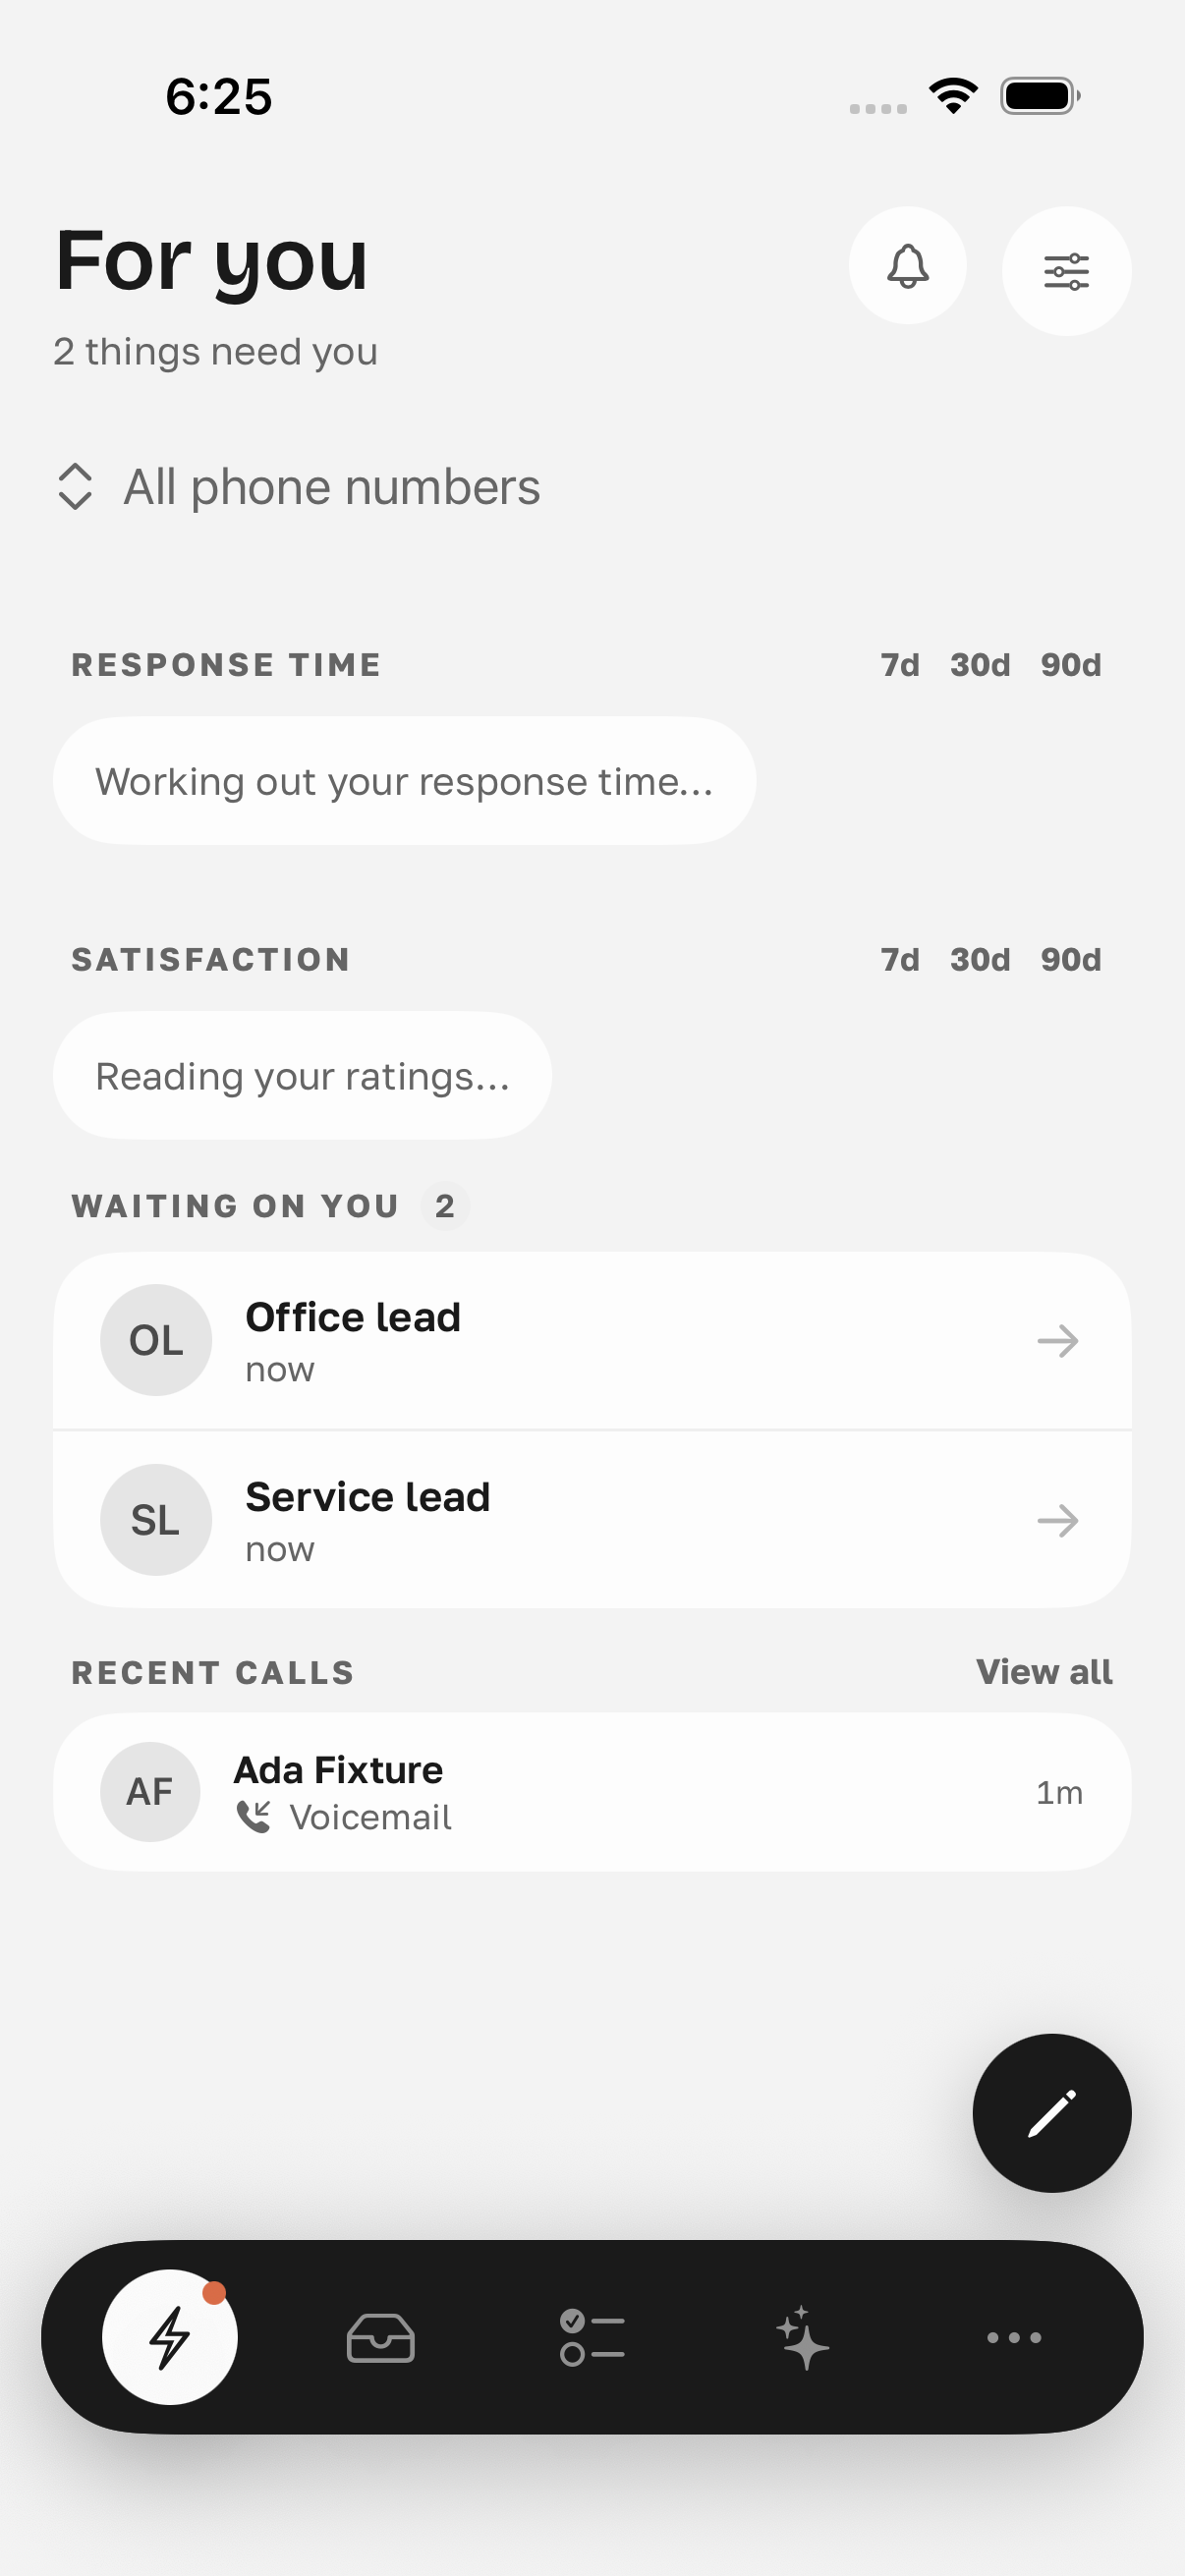 6:25
For you
2 things need you
All phone numbers
RESPONSE TIME 7d 30d 90d
Working out your response time...
SATISFACTION 7d 30d 90d
Reading your ratings...
WAITING ON YOU 2
OL Office lead
now
SL Service lead
now
RECENT CALLS View all
AF Ada Fixture
Voicemail 1m